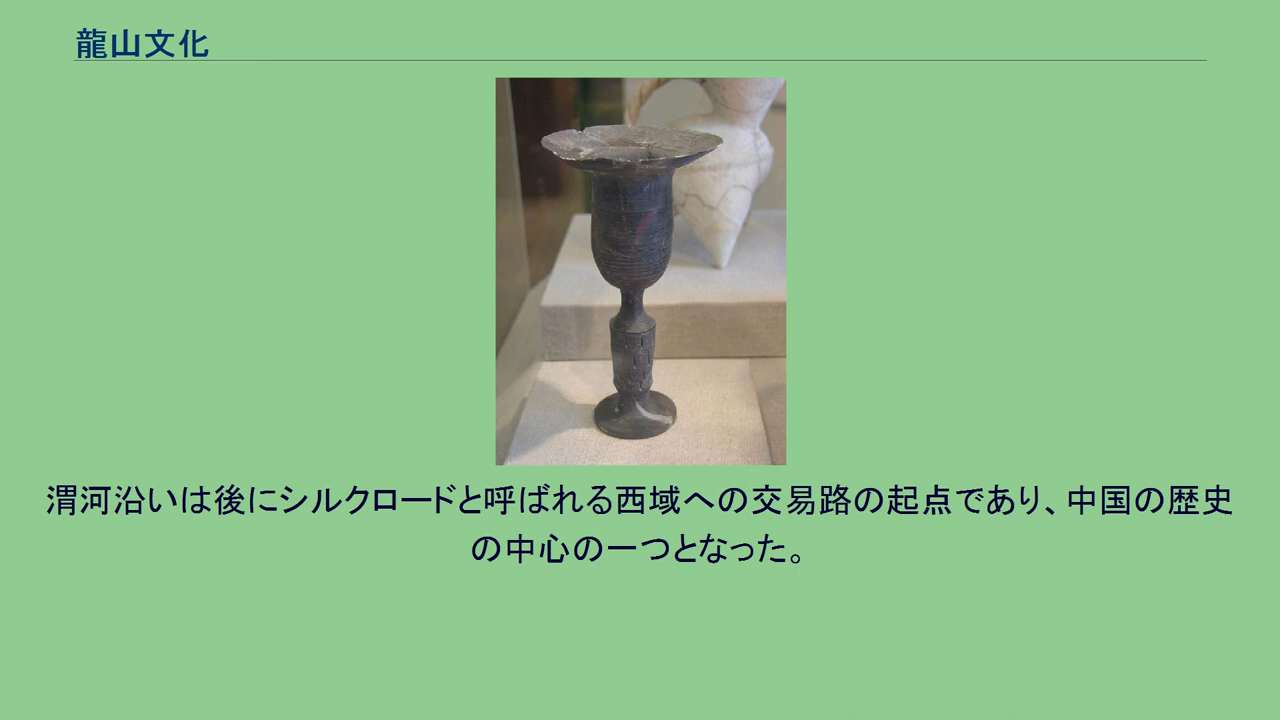 龍山文化
渭河沿いは後にシルクロードと呼ばれる西域への交易路の起点であり、中国の歴史
の中心の一つとなった。